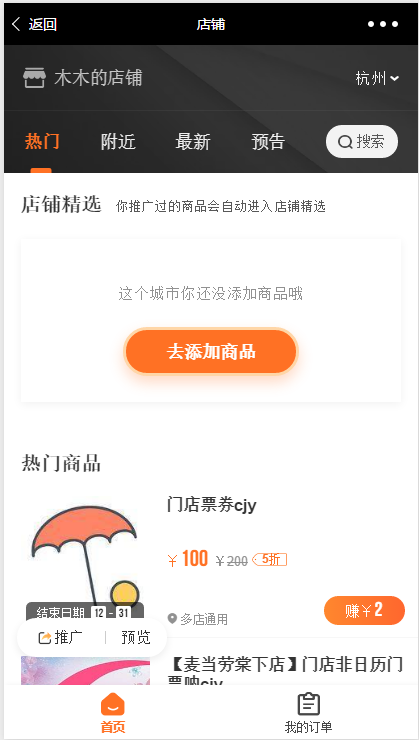 返回
店铺
木木的店铺
杭州
热门
附近
最新
预告
搜索
店铺精选 你推广过的商品会自动进入店铺精选
这个城市你还没添加商品哦
去添加商品
热门商品
门店票券cjy
￥100 ￥200 5折
结束日期 12 - 31
多店通用
赚￥2
推广
预览
【麦当劳棠下店】门店非日历门
票购cjy
首页
我的订单